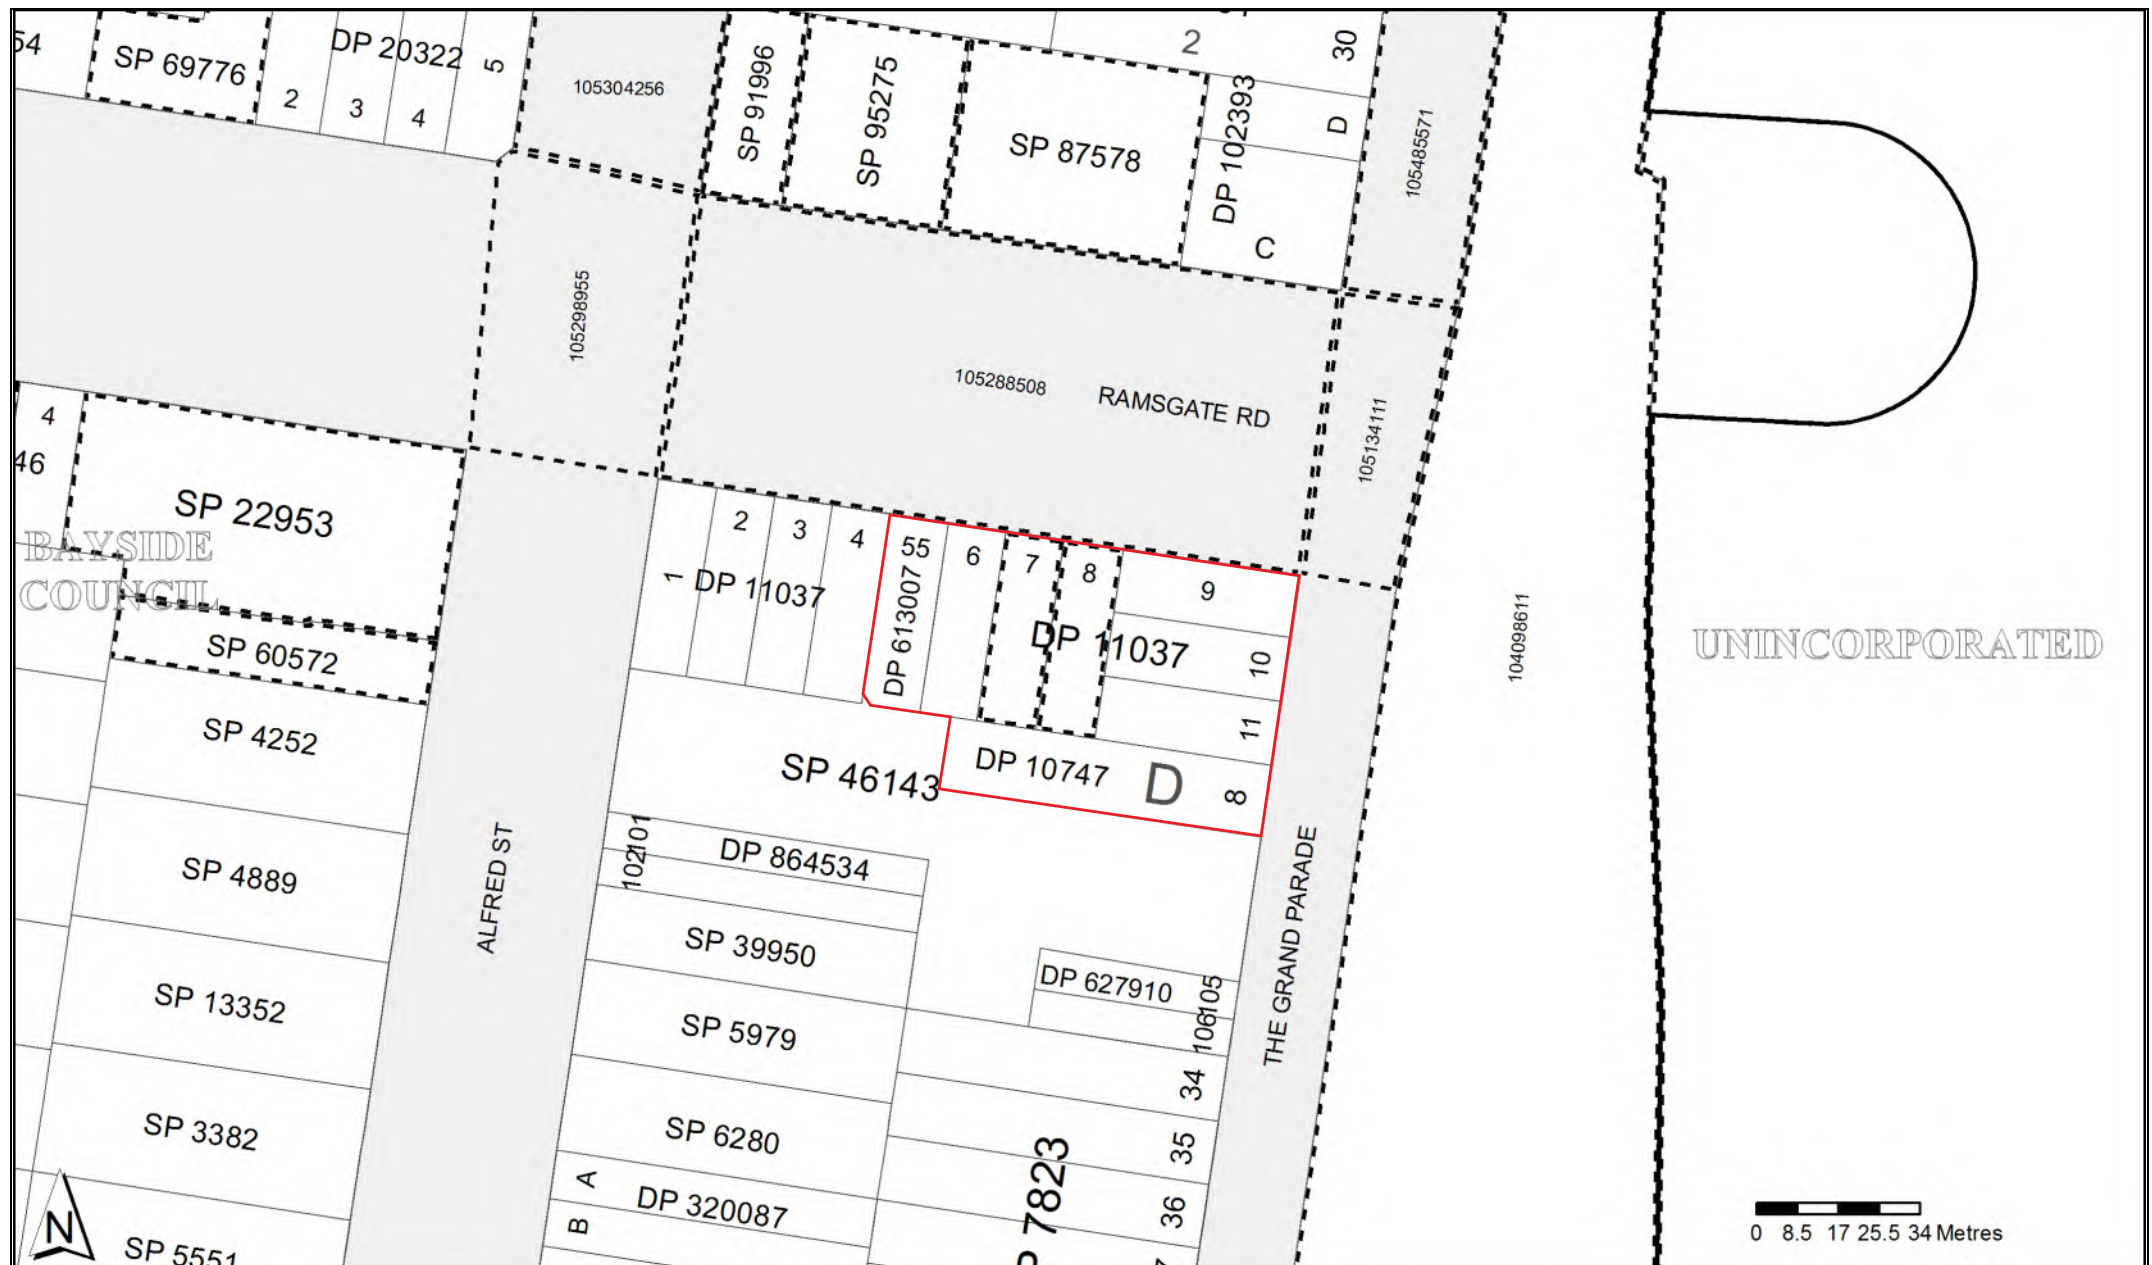 54
SP 69776
DP 20322
2
3
4
5
105304256
SP 91996
SP 95275
SP 87578
2
30
DP 102393
D
C
105485571
105298955
105288508
RAMSGATE RD
105134111
4
46
SP 22953
BAYSIDE
COUNCIL
SP 60572
1
2
3
4
DP 11037
55
DP 613007
6
7
8
9
DP 11037
10
11
DP 10747
D
8
104098611
UNINCORPORATED
SP 4252
SP 46143
SP 4889
ALFRED ST
101
102
DP 864534
THE GRAND PARADE
SP 39950
DP 627910
105
106
SP 13352
SP 5979
34
SP 3382
SP 6280
35
A
DP 320087
B
P 7823
36
N
SP 5551
0 8.5 17 25.5 34 Metres